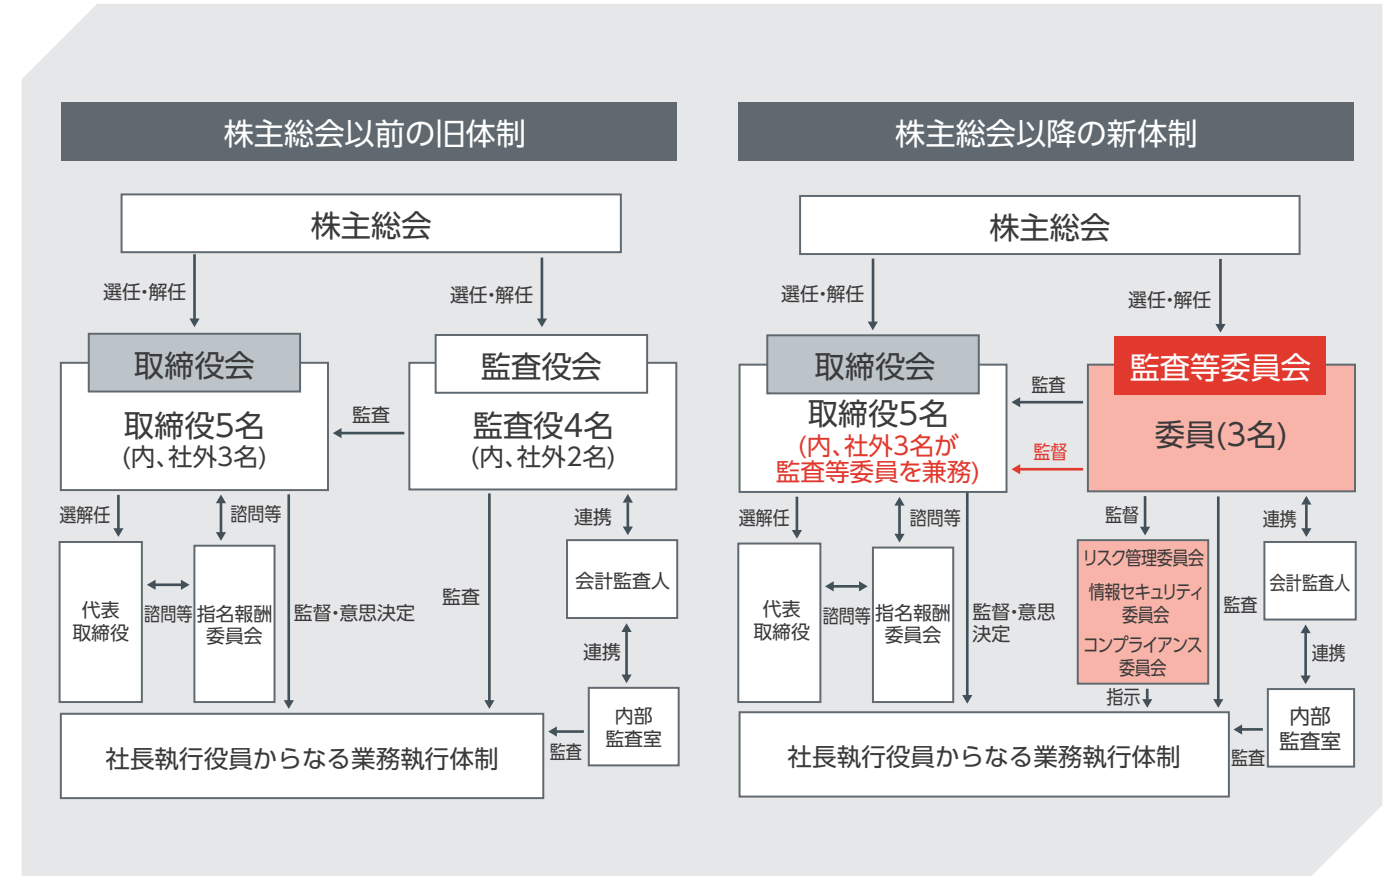 株主総会以前の旧体制
株主総会
選任・解任
選任・解任
取締役会
取締役5名
(内、社外3名)
監査
監査役会
監査役4名
(内、社外2名)
選解任
諮問等
連携
代表
取締役
諮問等
指名報酬
委員会
監督・意思決定
監査
会計監査人
連携
内部
監査室
監査
社長執行役員からなる業務執行体制
株主総会以降の新体制
株主総会
選任・解任
選任・解任
取締役会
取締役5名
(内、社外3名が
監査等委員を兼務)
監査
監督
監査等委員会
委員(3名)
選解任
諮問等
監督
連携
代表
取締役
諮問等
指名報酬
委員会
監督・意思
決定
リスク管理委員会
情報セキュリティ
委員会
コンプライアンス
委員会
指示
監査
会計監査人
連携
内部
監査室
監査
社長執行役員からなる業務執行体制